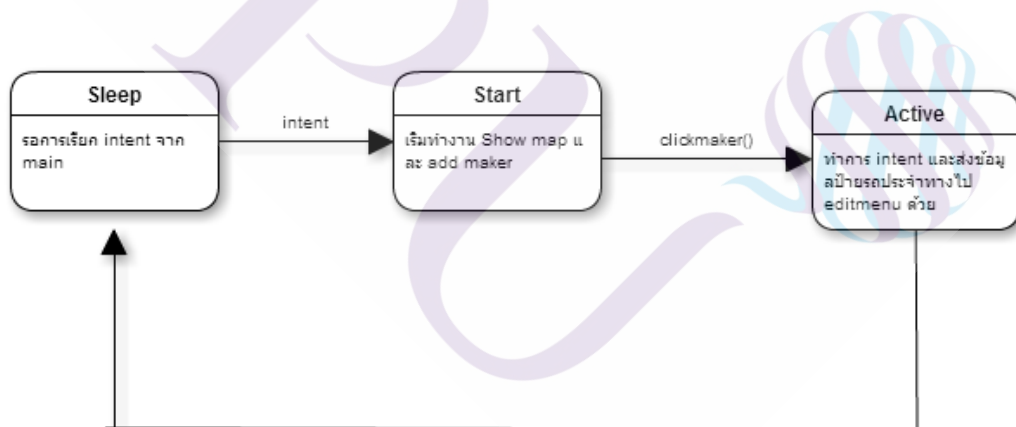 Sleep
รอการเรียก intent จาก
main
intent
Start
เริ่มทำงาน Show map แ
ละ add maker
clickmaker()
Active
ทำการ intent และส่งข้อมู
ลป้ายรถประจำทางไป
editmenu ด้วย